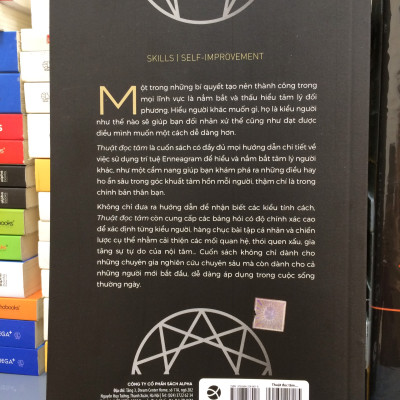 SKILLS | SELF-IMPROVEMENT
Một trong những bí quyết tạo nên thành công trong
mọi lĩnh vực là nắm bắt và thấu hiểu tâm lý đối
phương. Hiểu người khác muốn gì, họ là kiểu người
như thế nào sẽ giúp bạn đối nhân xử thế cũng như đạt được
điều mình muốn một cách dễ dàng hơn.
Thuật đọc tâm là cuốn sách có đầy đủ mọi hướng dẫn chi tiết về
việc sử dụng trí tuệ Enneagram để hiểu và nắm bắt tâm lý người
khác, như một cẩm nang giúp bạn khám phá ra những điều hay
ho ẩn sâu trong góc khuất tâm hồn mỗi người, thậm chí là trong
chính bản thân bạn.
Không chỉ đưa ra hướng dẫn để nhận biết các kiểu tính cách,
Thuật đọc tâm còn cung cấp các bảng hỏi có độ chính xác cao
để xác định từng kiểu người, hàng chục bài tập cá nhân và chiến
lược cụ thể nhằm cải thiện các mối quan hệ, thói quen xấu, gia
tăng sự tự do của nội tâm... Cuốn sách không chỉ dành cho
những chuyên gia nghiên cứu chuyên sâu mà còn dành cho cả
những người mới bắt đầu, dễ dàng áp dụng trong cuộc sống
thường ngày.
CÔNG TY CỔ PHẦN SÁCH ALPHA
Thuật đọc tâm...